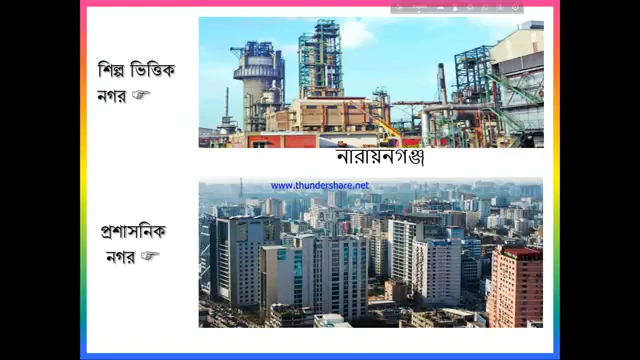 শিল্প ভিত্তিক
নগর ☞
নারায়নগঞ্জ
www.thundershare.net
প্রশাসনিক
নগর ☞